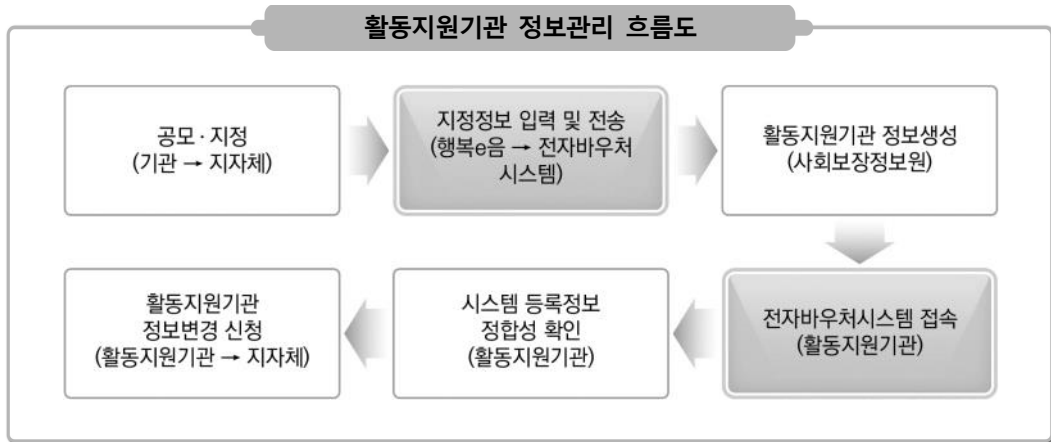 활동지원기관 정보관리 흐름도
공모 · 지정
(기관 → 지자체)
지정정보 입력 및 전송
(행복e음 → 전자바우처
시스템)
활동지원기관 정보생성
(사회보장정보원)
전자바우처시스템 접속
(활동지원기관)
시스템 등록정보
정합성 확인
(활동지원기관)
활동지원기관
정보변경 신청
(활동지원기관 → 지자체)